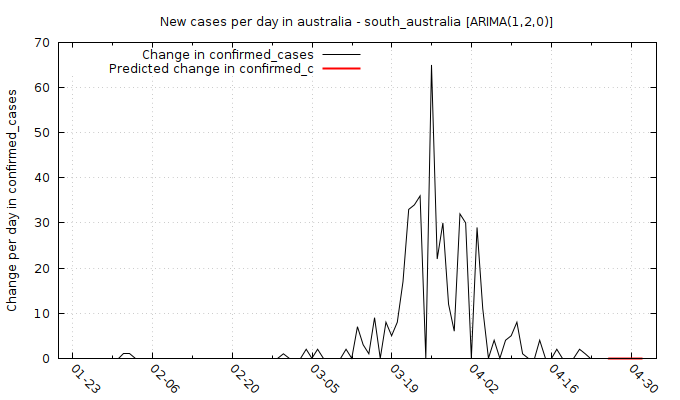 New cases per day in australia - south_australia [ARIMA(1,2,0)]
Change in confirmed_cases
Predicted change in confirmed_c
Change per day in confirmed_cases
70
60
50
40
30
20
10
0
01-23 02-06 02-20 03-05 03-19 04-02 04-16 04-30